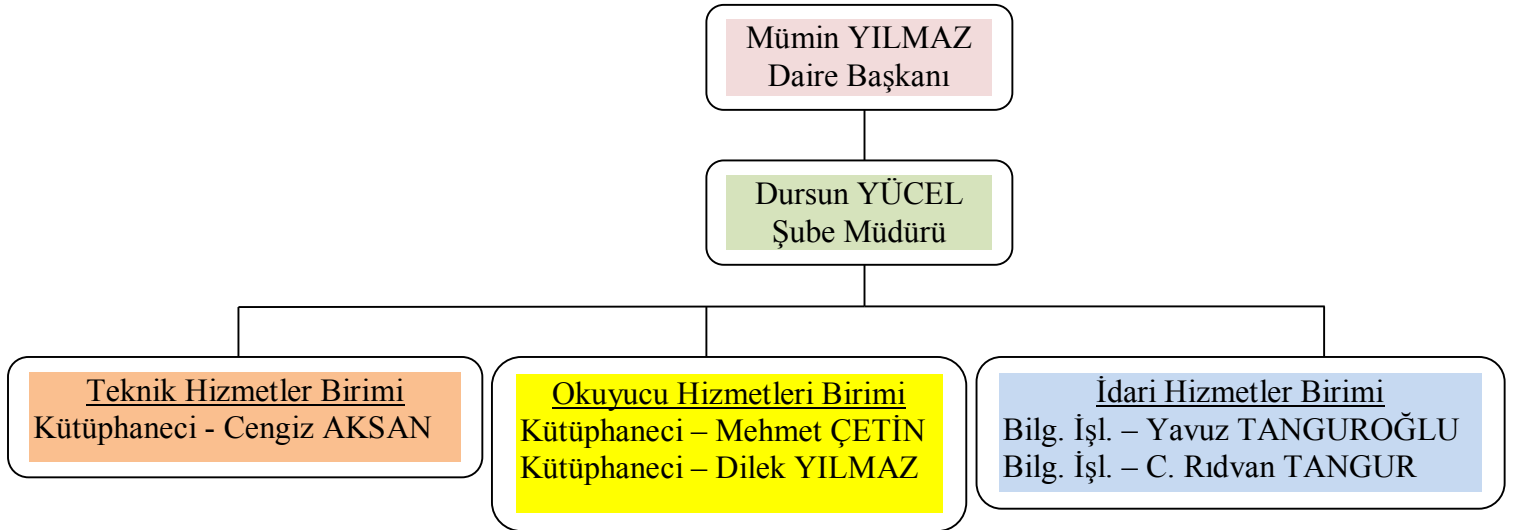 Mümin YILMAZ
Daire Başkanı
Dursun YÜCEL
Şube Müdürü
Teknik Hizmetler Birimi
Kütüphaneci - Cengiz AKSAN
Okuyucu Hizmetleri Birimi
Kütüphaneci – Mehmet ÇETİN
Kütüphaneci – Dilek YILMAZ
İdari Hizmetler Birimi
Bilg. İşl. – Yavuz TANGUROĞLU
Bilg. İşl. – C. Rıdvan TANGUR